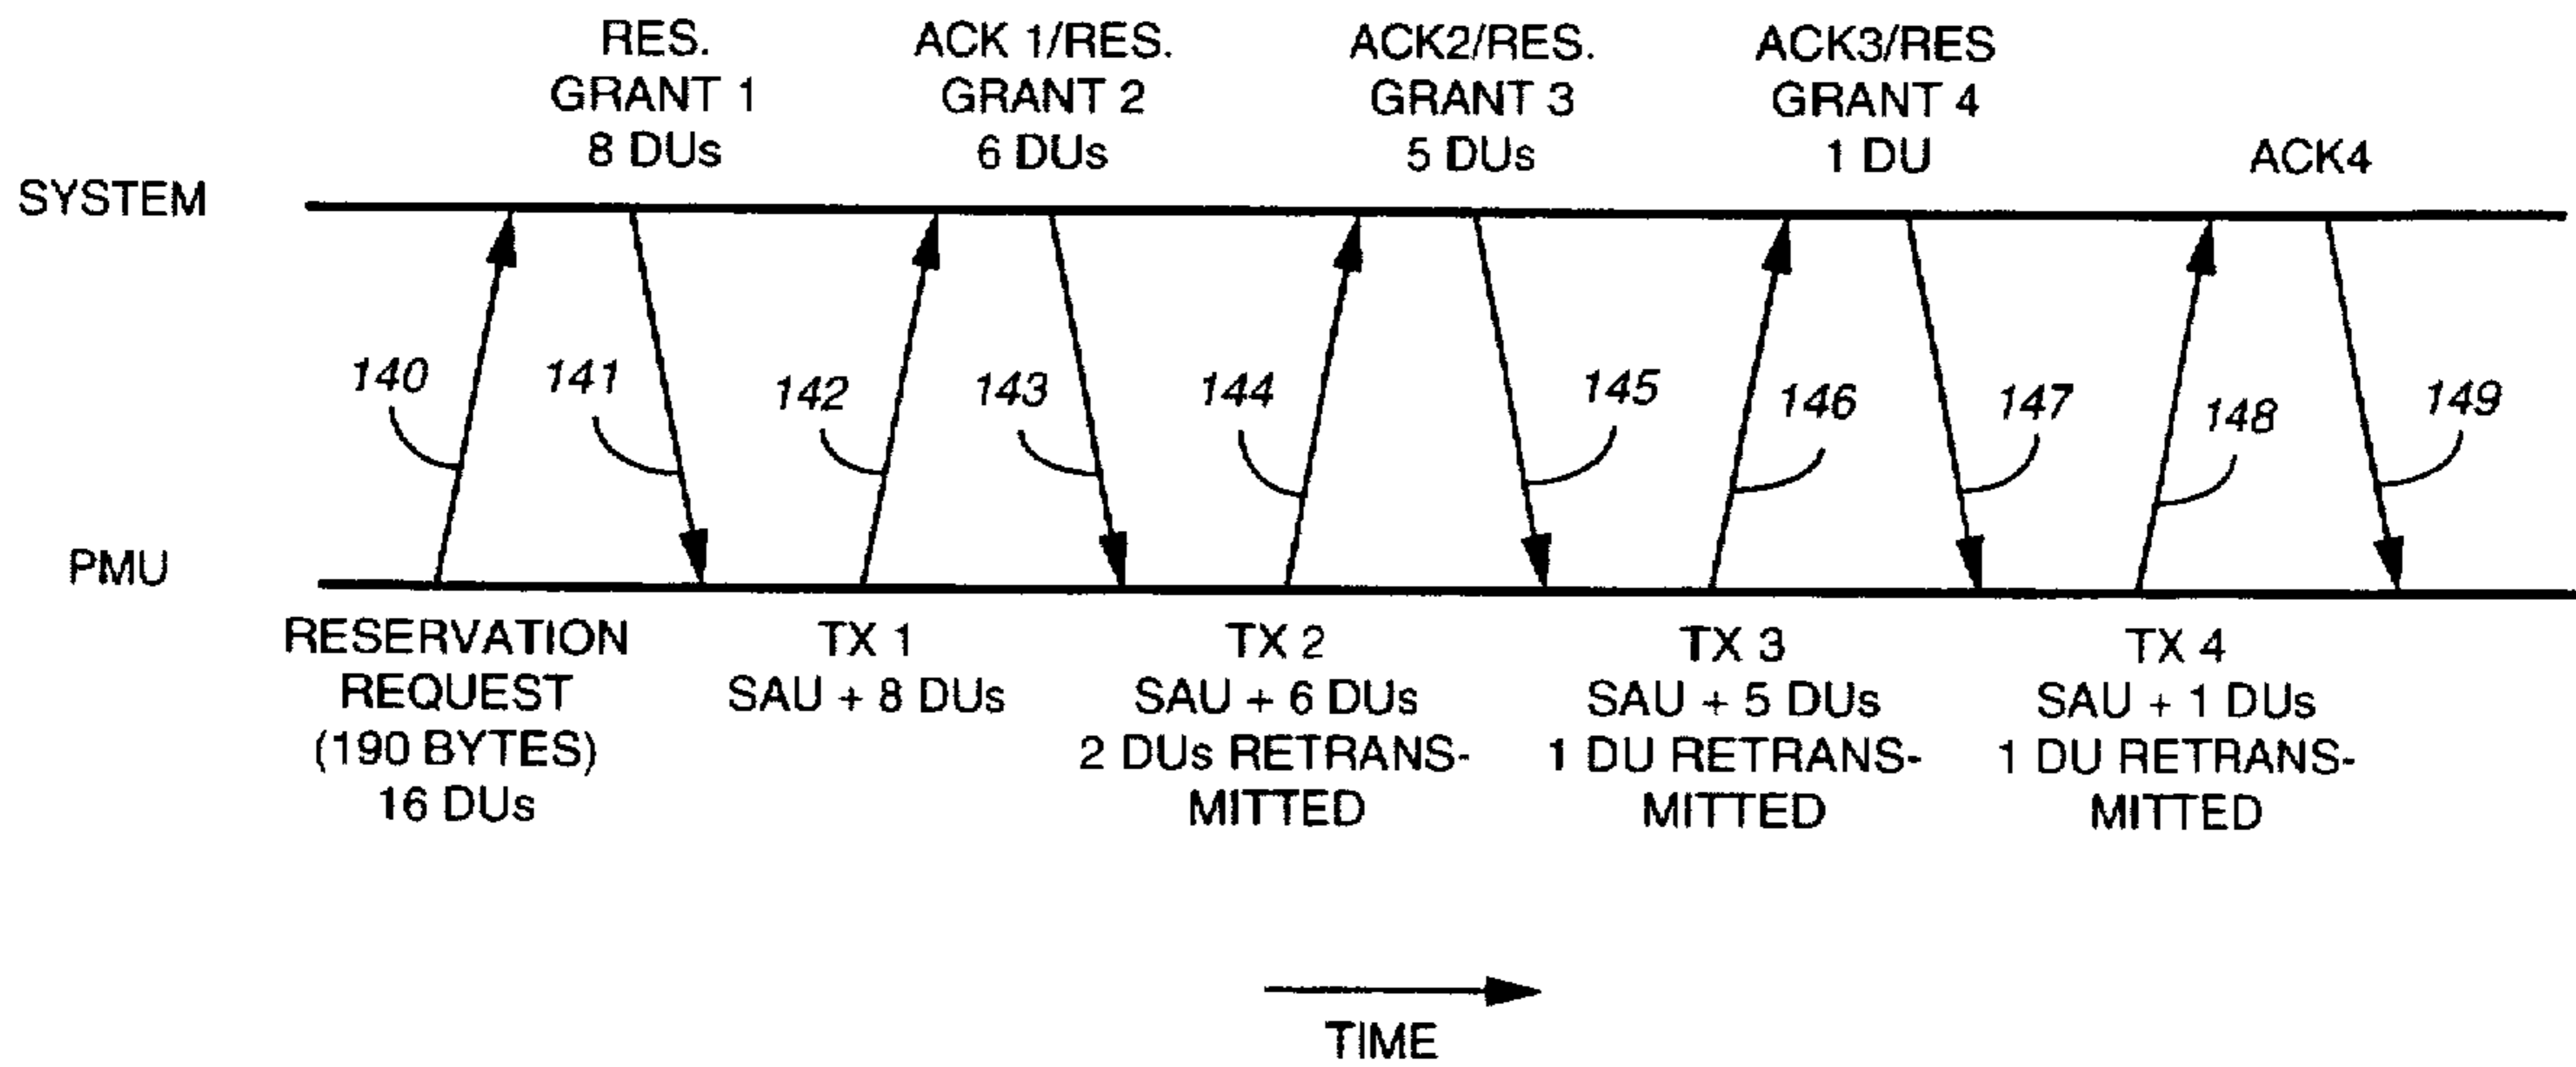 RES.
GRANT 1
8 DUs
ACK 1/RES.
GRANT 2
6 DUs
ACK2/RES.
GRANT 3
5 DUs
ACK3/RES
GRANT 4
1 DU
ACK4
SYSTEM
140
141
142
143
144
145
146
147
148
149
PMU
RESERVATION
REQUEST
(190 BYTES)
16 DUs
TX 1
SAU + 8 DUs
TX 2
SAU + 6 DUs
2 DUs RETRANS-
MITTED
TX 3
SAU + 5 DUs
1 DU RETRANS-
MITTED
TX 4
SAU + 1 DUs
1 DU RETRANS-
MITTED
TIME